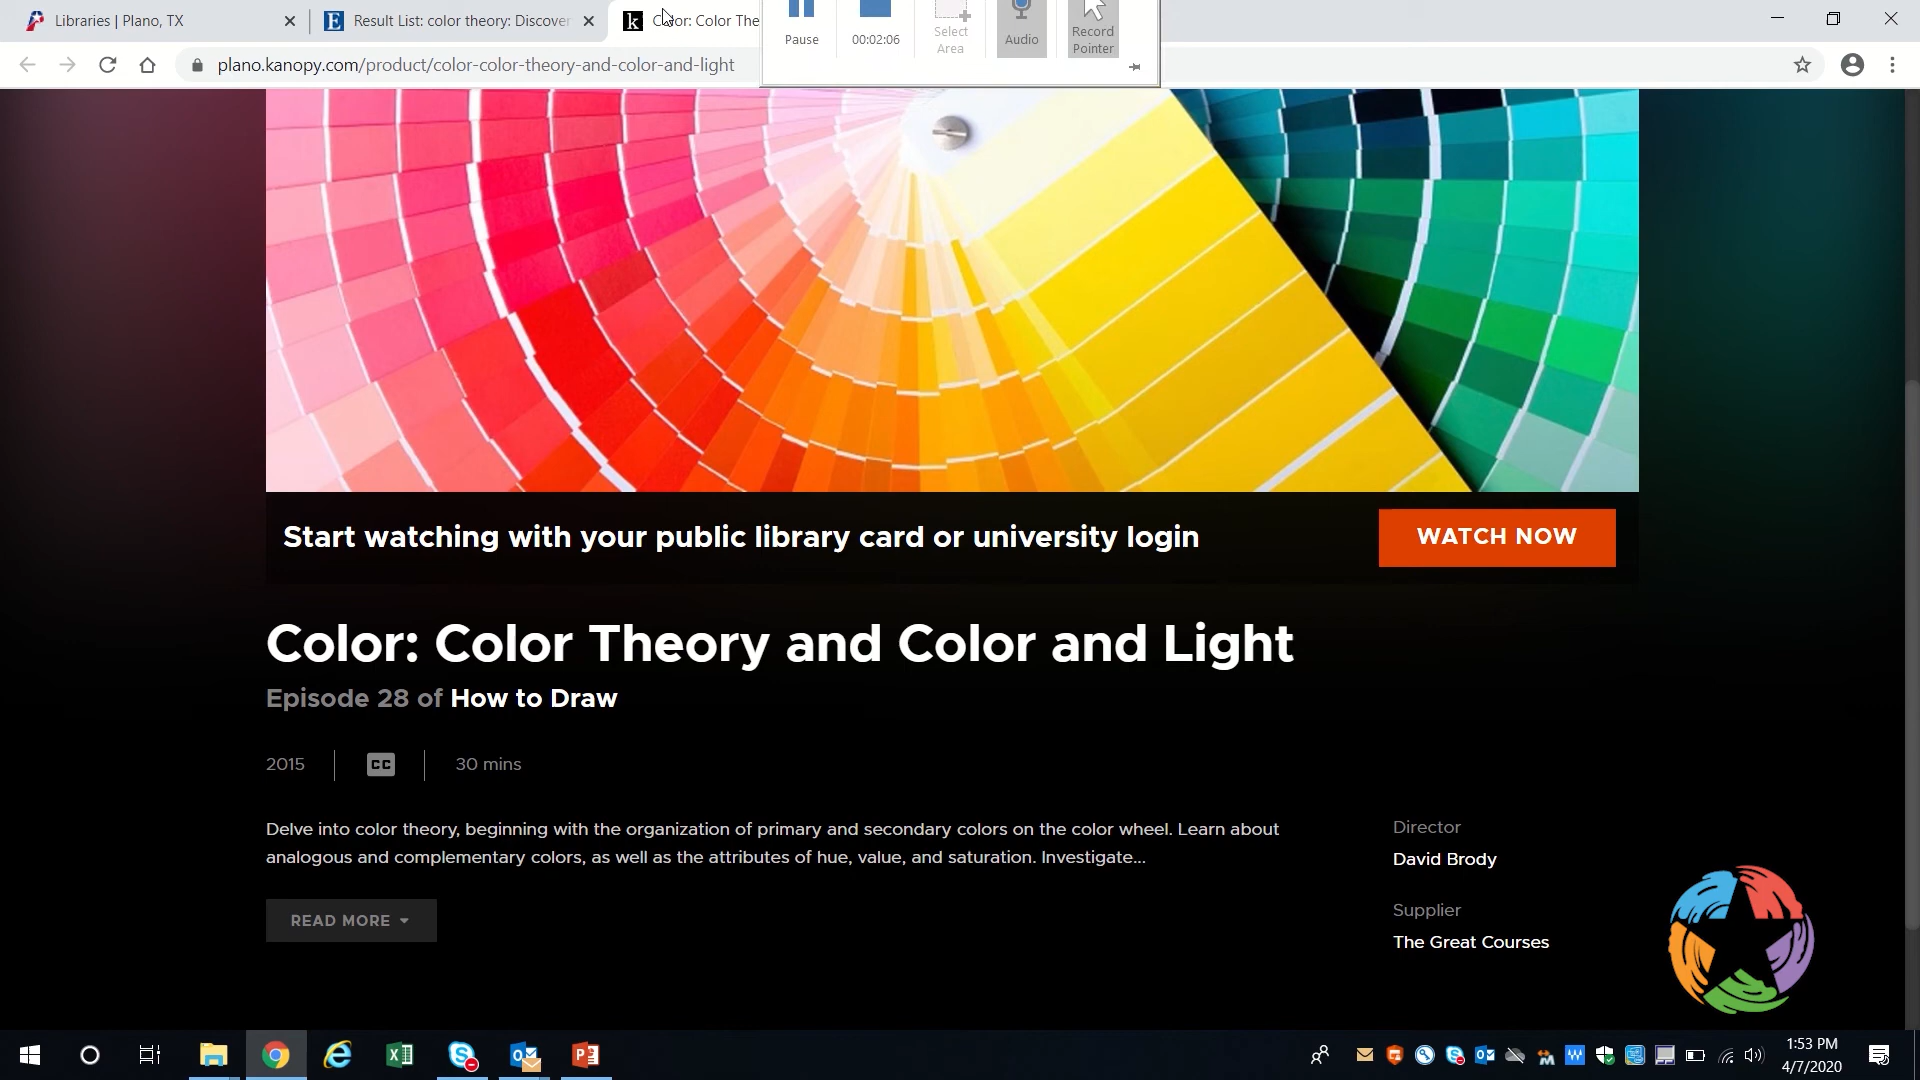 Libraries | Plano, TX
Result List: color theory: Discover
Color: Color The
Pause
00:02:06
Select
Area
Audio
Record
Pointer
plano.kanopy.com/product/color-color-theory-and-color-and-light
Start watching with your public library card or university login
WATCH NOW
Color: Color Theory and Color and Light
Episode 28 of How to Draw
2015
CC
30 mins
Delve into color theory, beginning with the organization of primary and secondary colors on the color wheel. Learn about
analogous and complementary colors, as well as the attributes of hue, value, and saturation. Investigate...
READ MORE
Director
David Brody
Supplier
The Great Courses
1:53 PM
4/7/2020